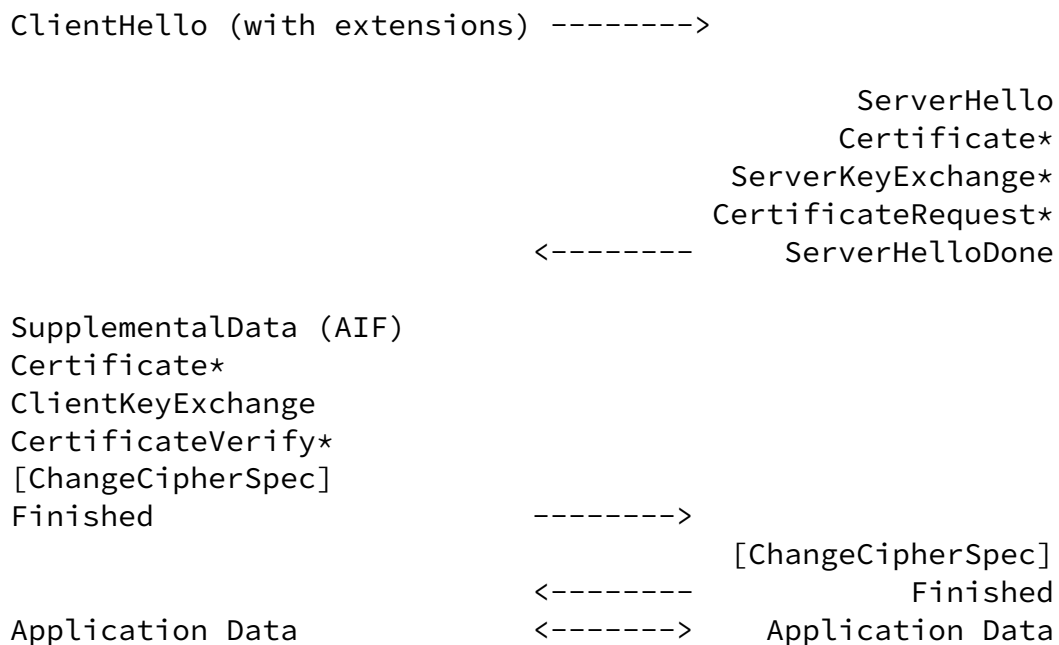 ClientHello (with extensions) -------->
ServerHello
Certificate*
ServerKeyExchange*
CertificateRequest*
<-------- ServerHelloDone
SupplementalData (AIF)
Certificate*
ClientKeyExchange
CertificateVerify*
[ChangeCipherSpec]
Finished -------->
[ChangeCipherSpec]
<-------- Finished
Application Data <-------> Application Data